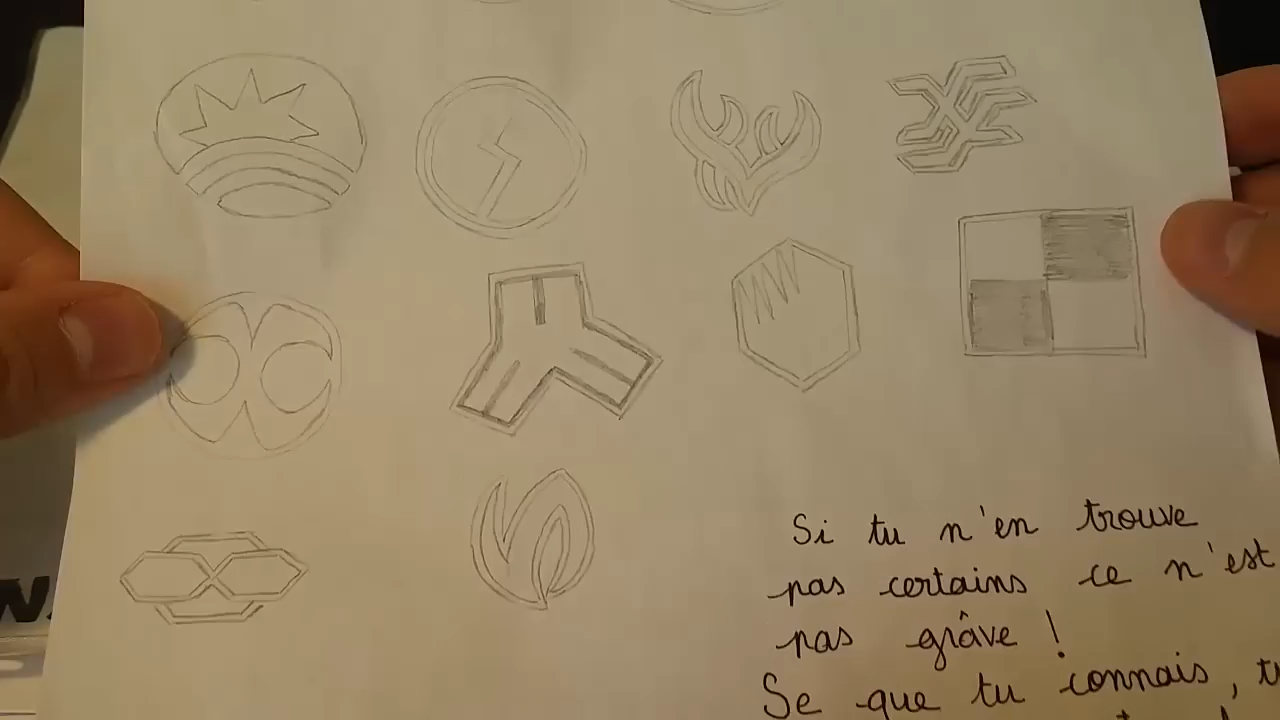 Si tu n'en trouve
pas certains ce n'est
pas grâve !
Se que tu connais,